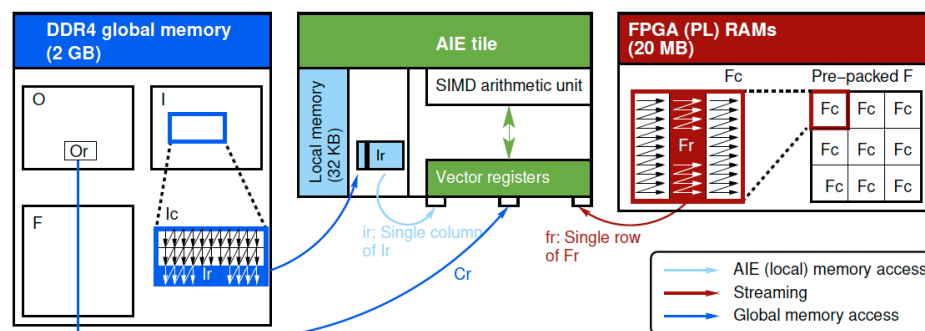 DDR4 global memory
(2 GB)
O
I
Or
F
Ic
Ir
AIE tile
Local memory
(32 KB)
Ir
SIMD arithmetic unit
Vector registers
ir: Single column
of Ir
Cr
fr: Single row
of Fr
FPGA (PL) RAMs
(20 MB)
Fc
Pre-packed F
Fr
Fc Fc Fc
Fc Fc Fc
Fc Fc Fc
AIE (local) memory access
Streaming
Global memory access